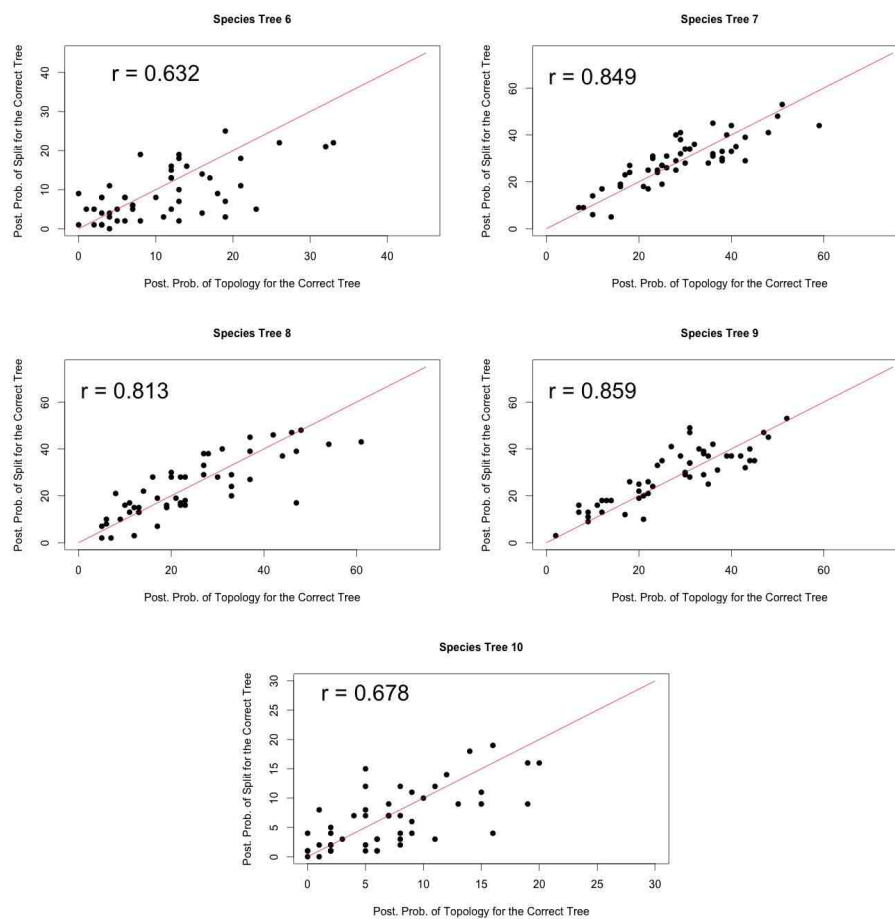 Species Tree 6
r = 0.632
Post. Prob. of Split for the Correct Tree
0 10 20 30 40
0 10 20 30 40
Post. Prob. of Topology for the Correct Tree
Species Tree 7
r = 0.849
Post. Prob. of Split for the Correct Tree
0 20 40 60
0 20 40 60
Post. Prob. of Topology for the Correct Tree
Species Tree 8
r = 0.813
Post. Prob. of Split for the Correct Tree
0 20 40 60
0 20 40 60
Post. Prob. of Topology for the Correct Tree
Species Tree 9
r = 0.859
Post. Prob. of Split for the Correct Tree
0 20 40 60
0 20 40 60
Post. Prob. of Topology for the Correct Tree
Species Tree 10
r = 0.678
Post. Prob. of Split for the Correct Tree
0 5 10 15 20 25 30
0 5 10 15 20 25 30
Post. Prob. of Topology for the Correct Tree